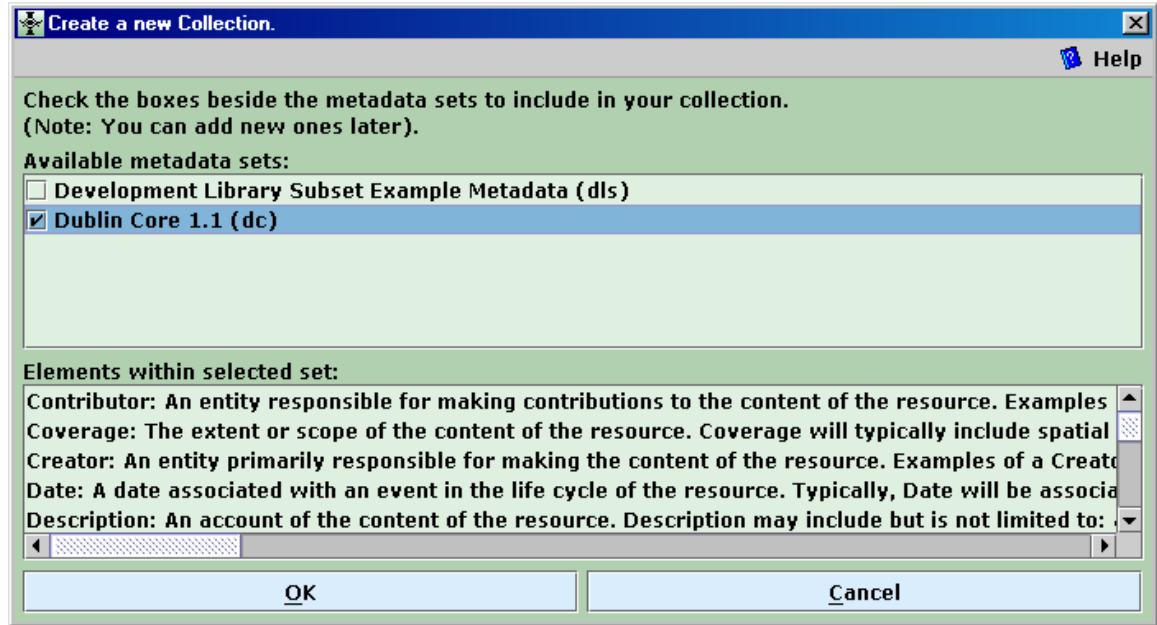 Create a new Collection.
Help
Check the boxes beside the metadata sets to include in your collection.
(Note: You can add new ones later).
Available metadata sets:
Development Library Subset Example Metadata (dls)
Dublin Core 1.1 (dc)
Elements within selected set:
Contributor: An entity responsible for making contributions to the content of the resource. Examples
Coverage: The extent or scope of the content of the resource. Coverage will typically include spatial
Creator: An entity primarily responsible for making the content of the resource. Examples of a
Date: A date associated with an event in the life cycle of the resource. Typically, Date will be
Description: An account of the content of the resource. Description may include but is not limited to:
OK
Cancel